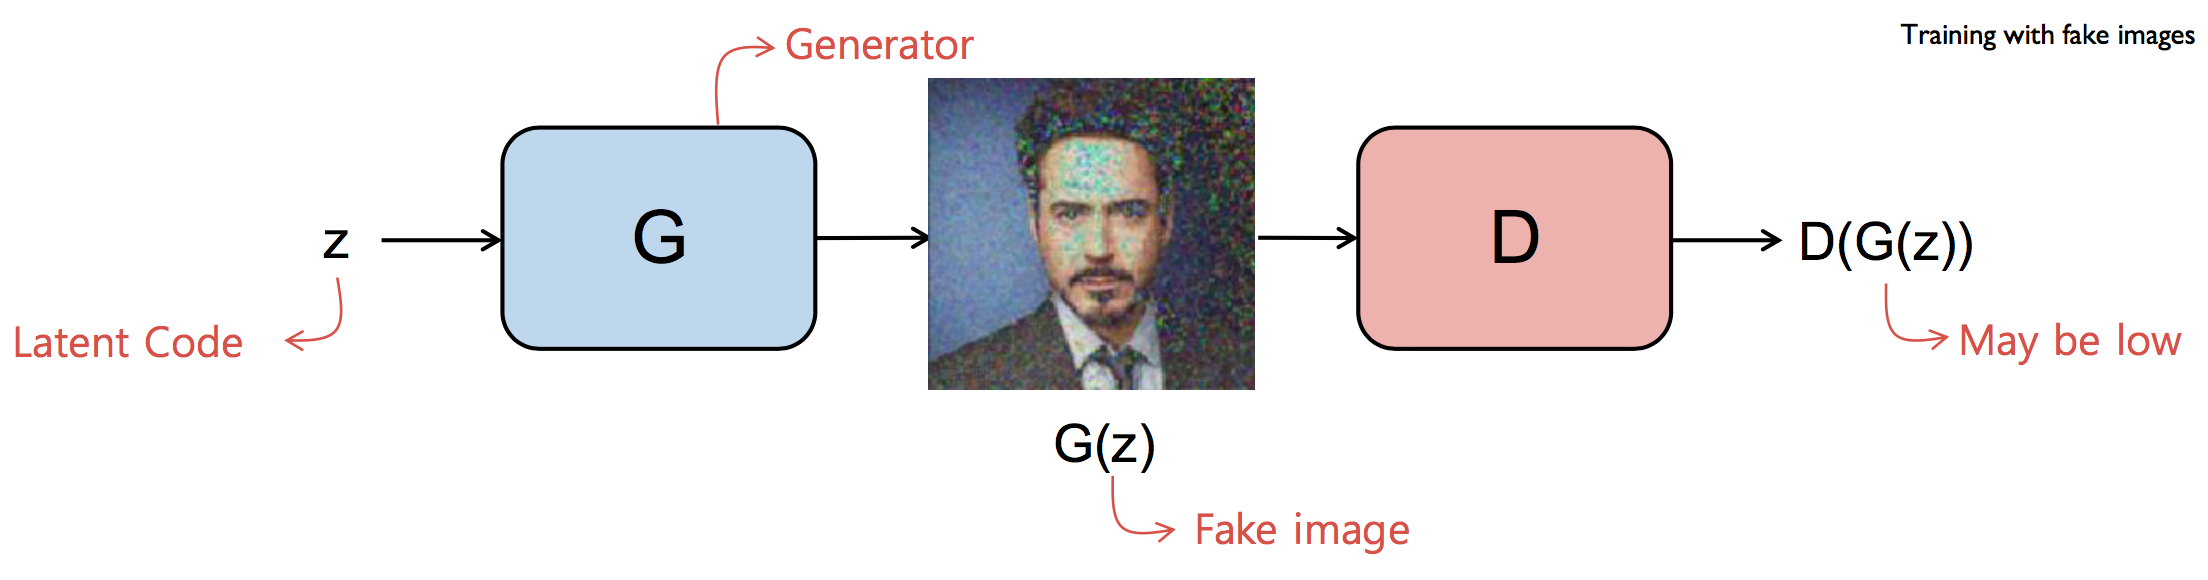 Training with fake images
Generator
G
D
z
D(G(z))
Latent Code
May be low
G(z)
Fake image